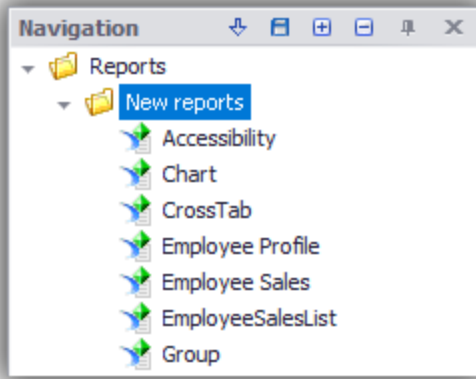 Navigation
Reports
New reports
Accessibility
Chart
CrossTab
Employee Profile
Employee Sales
EmployeeSalesList
Group